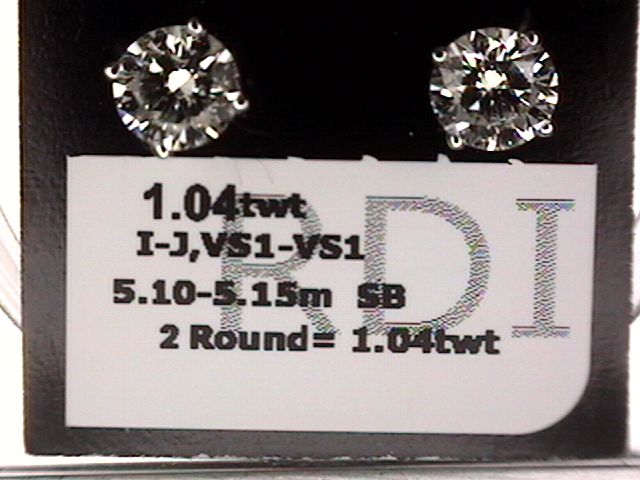 1.04twt
I-J,VS1-VS1
5.10-5.15m SB
2 Round= 1.04twt
RDI